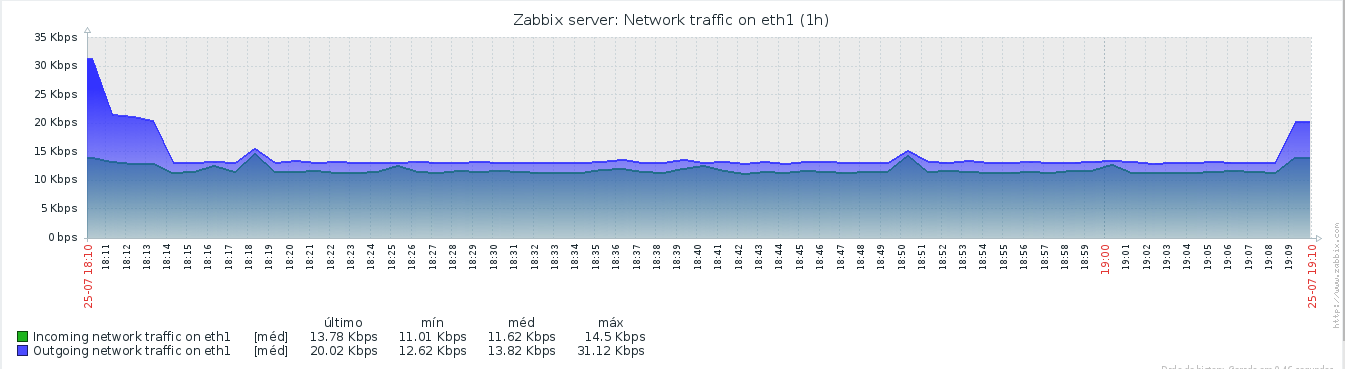 Zabbix server: Network traffic on eth1 (1h)
35 Kbps
30 Kbps
25 Kbps
20 Kbps
15 Kbps
10 Kbps
5 Kbps
0 bps
25-07 18:10 18:11 18:12 18:13 18:14 18:15 18:16 18:17 18:18 18:19 18:20 18:21 18:22 18:23 18:24 18:25 18:26 18:27 18:28 18:29 18:30 18:31 18:32 18:33 18:34 18:35 18:36 18:37 18:38 18:39 18:40 18:41 18:42 18:43 18:44 18:45 18:46 18:47 18:48 18:49 18:50 18:51 18:52 18:53 18:54 18:55 18:56 18:57 18:58 18:59 19:00 19:01 19:02 19:03 19:04 19:05 19:06 19:07 19:08 19:09 25-07 19:10
http://www.zabbix.com
último mín méd máx
Incoming network traffic on eth1 [méd] 13.78 Kbps 11.01 Kbps 11.62 Kbps 14.5 Kbps
Outgoing network traffic on eth1 [méd] 20.02 Kbps 12.62 Kbps 13.82 Kbps 31.12 Kbps